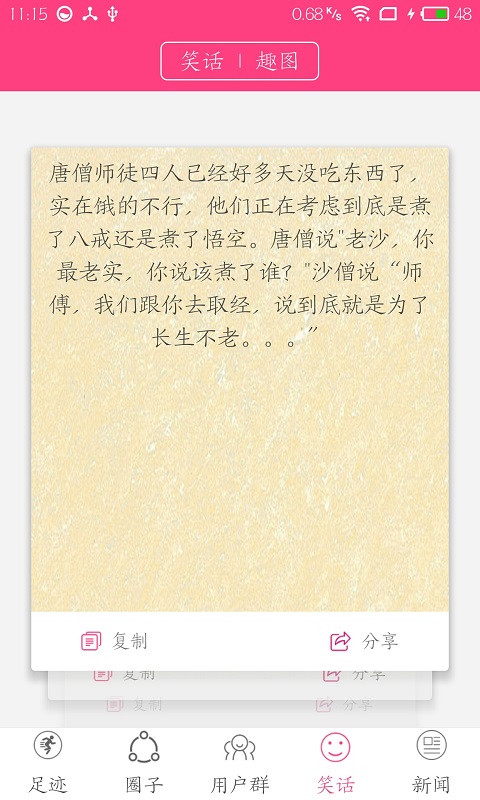 11:15 0.68 K/s 48
笑话 | 趣图
唐僧师徒四人已经好多天没吃东西了，
实在饿的不行，他们正在考虑到底是煮
了八戒还是煮了悟空。唐僧说"老沙，你
最老实，你说该煮了谁？"沙僧说“师
傅，我们跟你去取经，说到底就是为了
长生不老。。。”
复制 分享
复制 分享
复制 分享
足迹 圈子 用户群 笑话 新闻